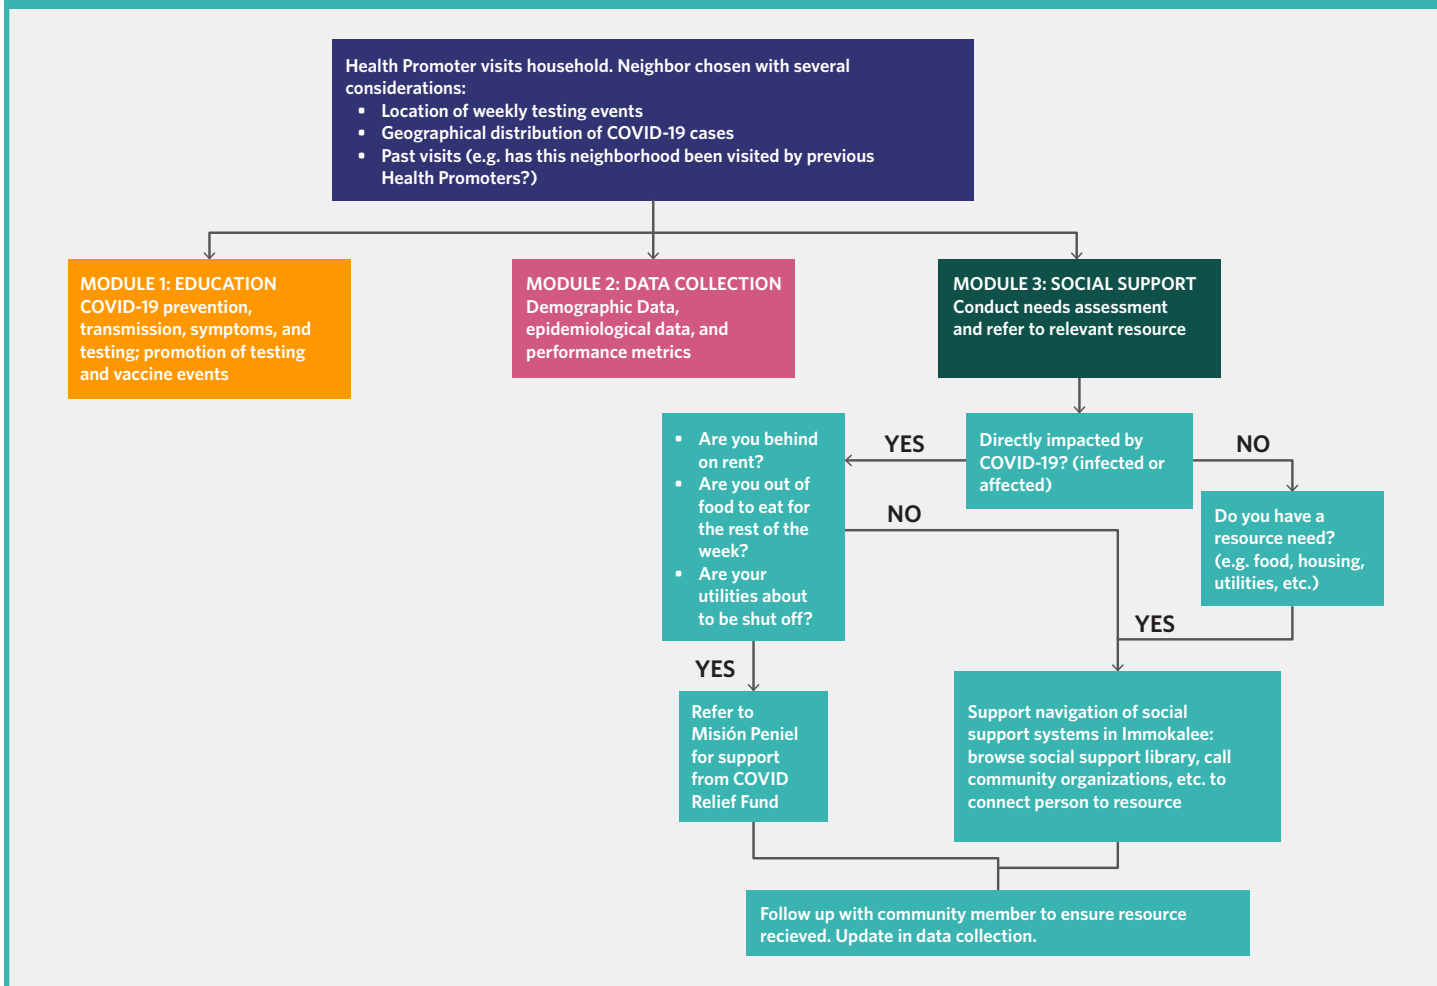 Health Promoter visits household. Neighbor chosen with several
considerations:
▪ Location of weekly testing events
▪ Geographical distribution of COVID-19 cases
▪ Past visits (e.g. has this neighborhood been visited by previous
Health Promoters?)
MODULE 1: EDUCATION
COVID-19 prevention,
transmission, symptoms, and
testing; promotion of testing
and vaccine events
MODULE 2: DATA COLLECTION
Demographic Data,
epidemiological data, and
performance metrics
MODULE 3: SOCIAL SUPPORT
Conduct needs assessment
and refer to relevant resource
Directly impacted by
COVID-19? (infected or
affected)
YES
NO
▪ Are you behind
on rent?
▪ Are you out of
food to eat for
the rest of the
week?
▪ Are your
utilities about
to be shut off?
NO
Do you have a
resource need?
(e.g. food, housing,
utilities, etc.)
YES
YES
Refer to
Misión Peniel
for support
from COVID
Relief Fund
Support navigation of social
support systems in Immokalee:
browse social support library, call
community organizations, etc. to
connect person to resource
Follow up with community member to ensure resource
recieved. Update in data collection.